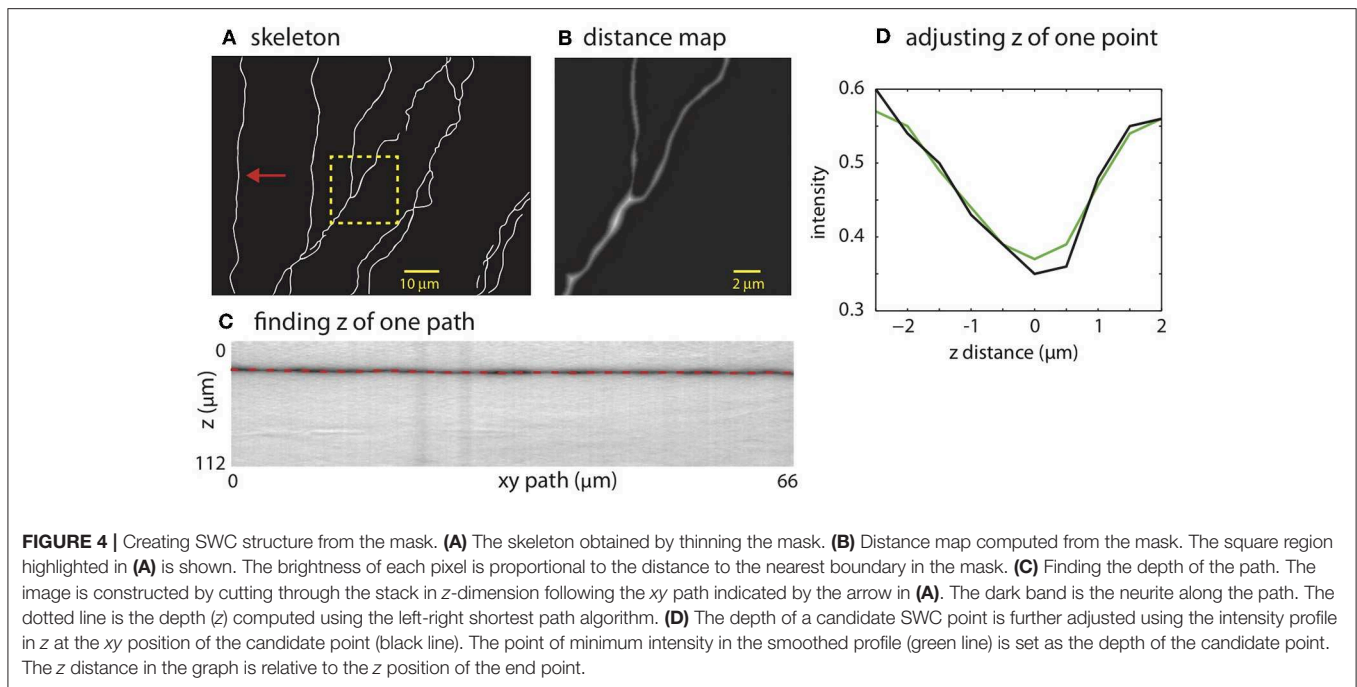 A skeleton
10 μm
B distance map
2 μm
C finding z of one path
0
z (μm)
112
0
xy path (μm)
66
D adjusting z of one point
0.6
0.5
intensity
0.4
0.3
−2
-1
0
1
2
z distance (μm)
FIGURE 4 | Creating SWC structure from the mask. (A) The skeleton obtained by thinning the mask. (B) Distance map computed from the mask. The square region
highlighted in (A) is shown. The brightness of each pixel is proportional to the distance to the nearest boundary in the mask. (C) Finding the depth of the path. The
image is constructed by cutting through the stack in z-dimension following the xy path indicated by the arrow in (A). The dark band is the neurite along the path. The
dotted line is the depth (z) computed using the left-right shortest path algorithm. (D) The depth of a candidate SWC point is further adjusted using the intensity profile
in z at the xy position of the candidate point (black line). The point of minimum intensity in the smoothed profile (green line) is set as the depth of the candidate point.
The z distance in the graph is relative to the z position of the end point.